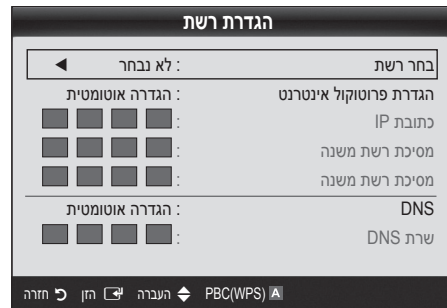 הגדרת רשת
בחר רשת : לא נבחר ◀
הגדרת פרוטוקול אינטרנט : הגדרה אוטומטית
כתובת IP :
מסיכת רשת משנה :
מסיכת רשת משנה :
DNS : הגדרה אוטומטית
שרת DNS :
A PBC(WPS) העברה הזן חזרה